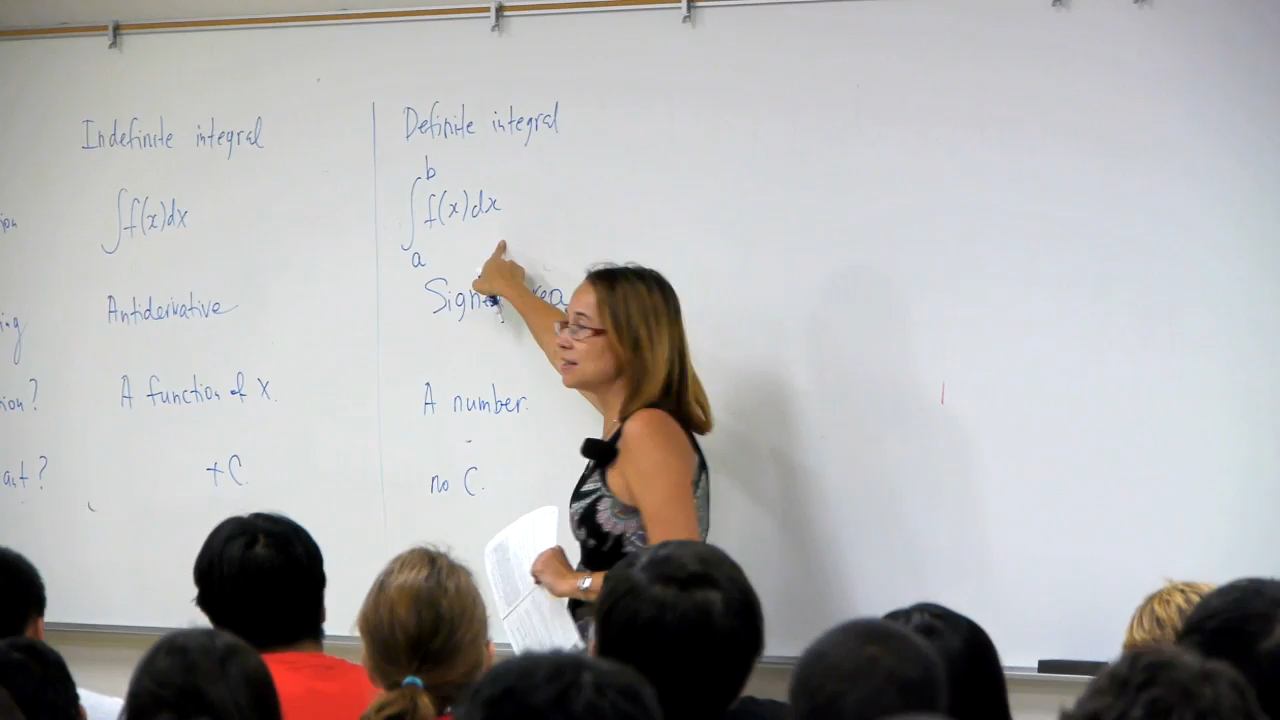 Indefinite integral
Definite integral
∫f(x)dx
∫
b
a
f(x)dx
Antiderivative
A function of x.
A number.
+C
no C.